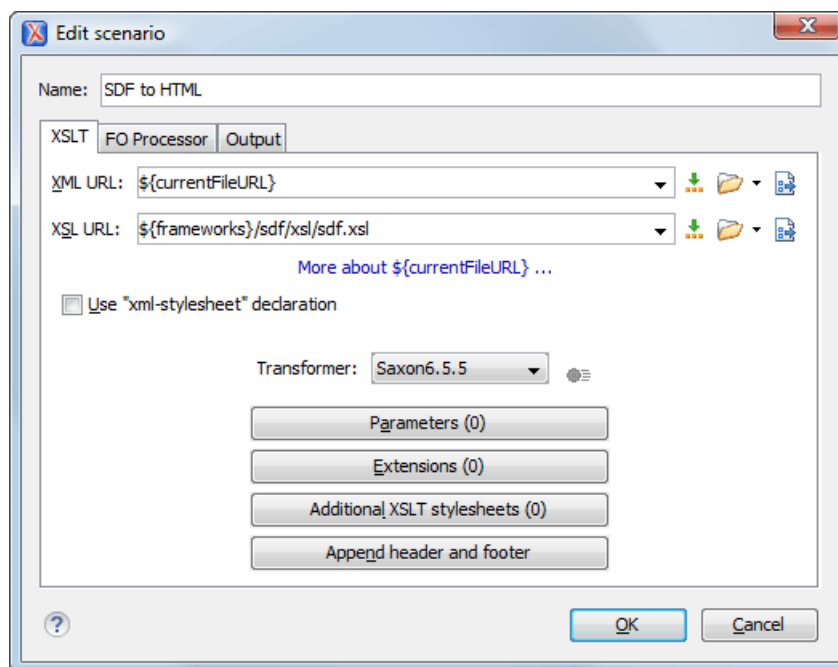 Edit scenario
Name: SDF to HTML
XSLT FO Processor Output
XML URL: ${currentFileURL}
XSL URL: ${frameworks}/sdf/xsl/sdf.xsl
More about ${currentFileURL} ...
Use "xml-stylesheet" declaration
Transformer: Saxon6.5.5
Parameters (0)
Extensions (0)
Additional XSLT stylesheets (0)
Append header and footer
? OK Cancel